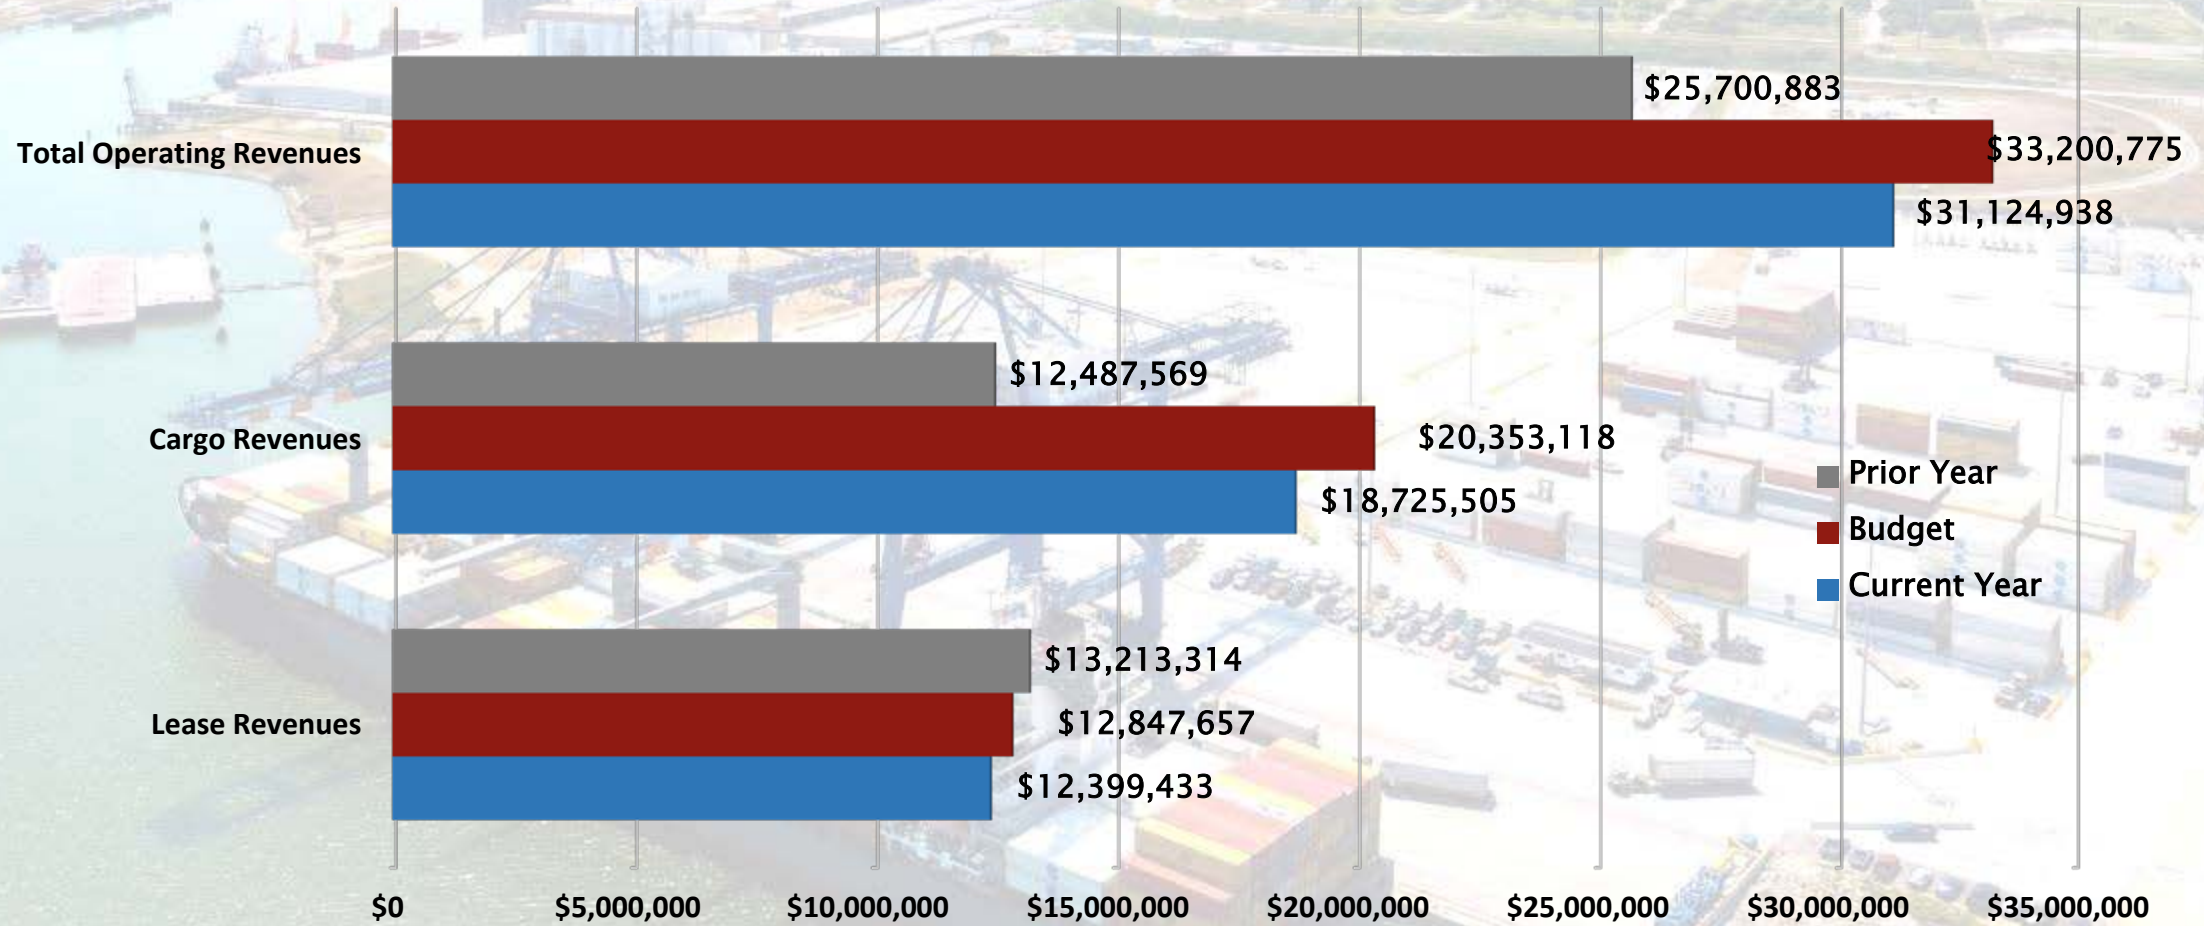 $25,700,883
Total Operating Revenues
$33,200,775
$31,124,938
$12,487,569
Cargo Revenues
$20,353,118
$18,725,505
Prior Year
Budget
Current Year
$13,213,314
Lease Revenues
$12,847,657
$12,399,433
$0 $5,000,000 $10,000,000 $15,000,000 $20,000,000 $25,000,000 $30,000,000 $35,000,000